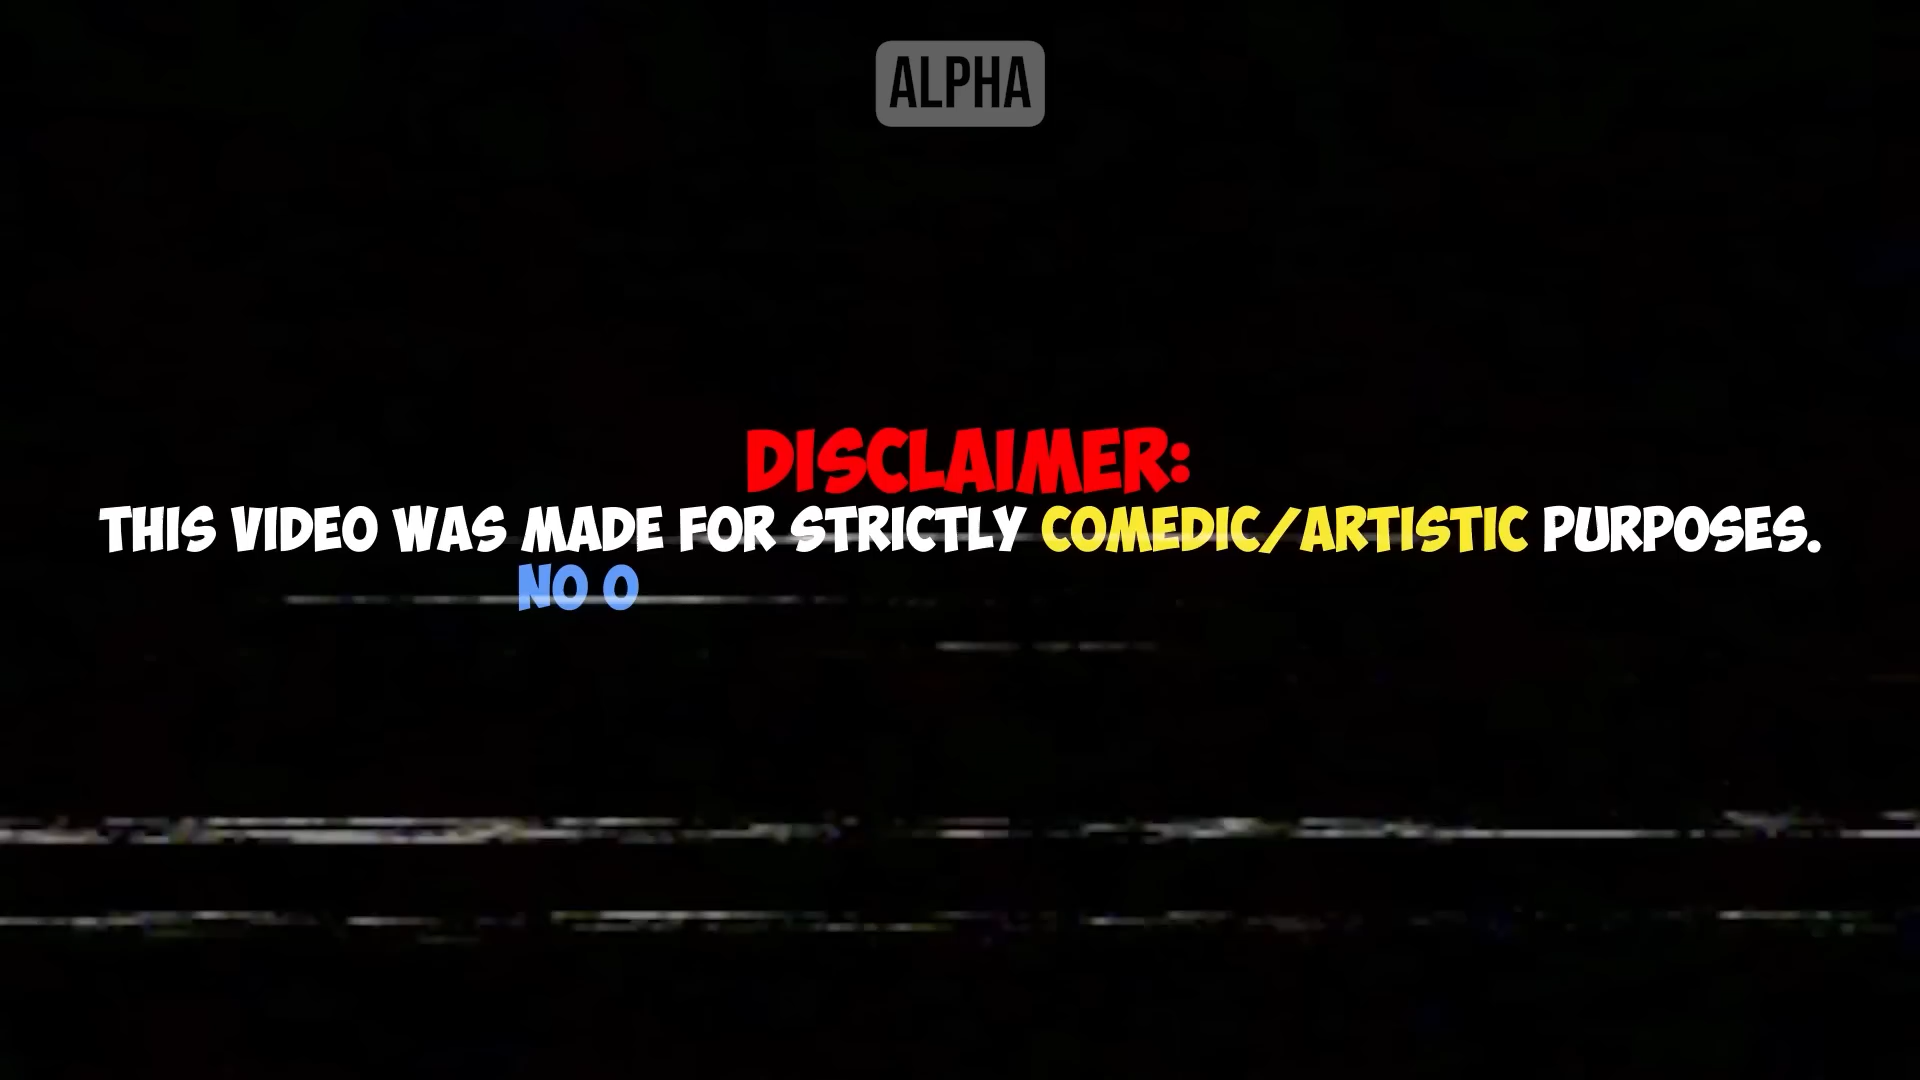 ALPHA
DISCLAIMER:
THIS VIDEO WAS MADE FOR STRICTLY COMEDIC/ARTISTIC PURPOSES.
NO O